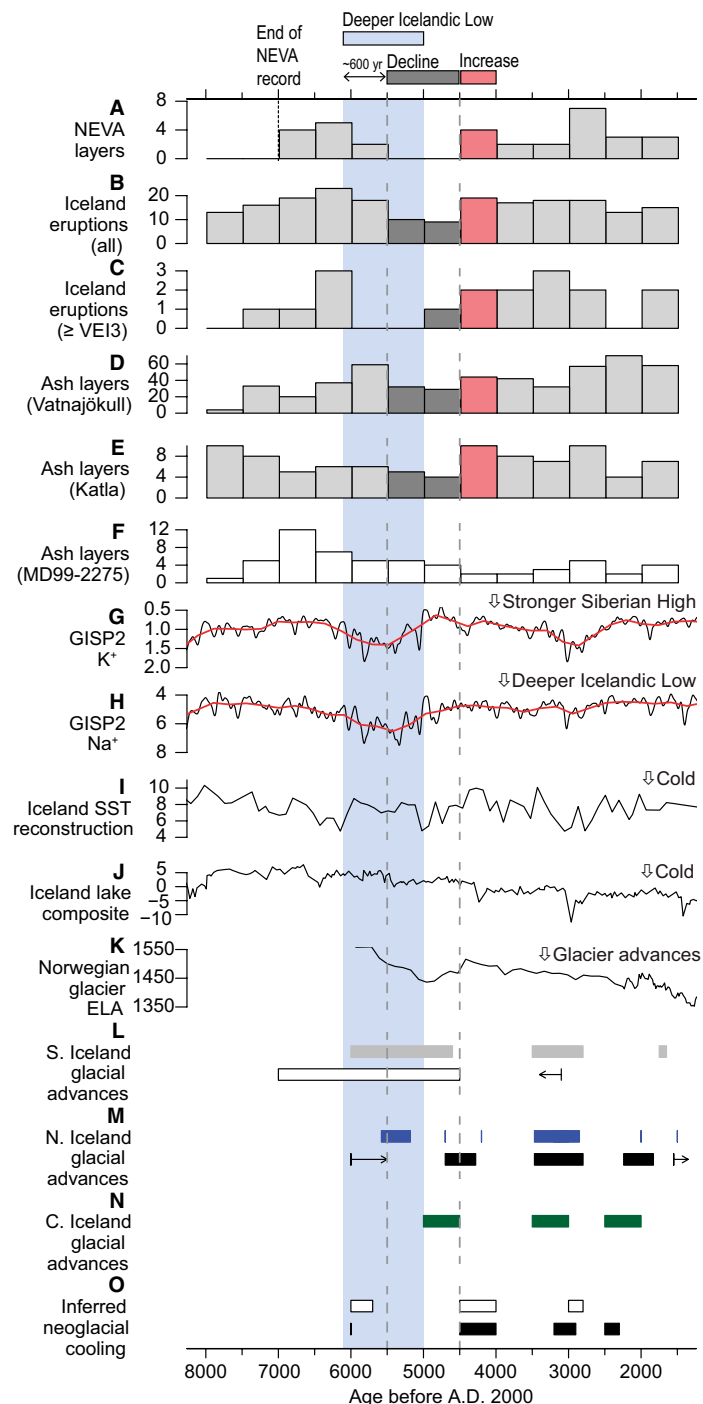 Deeper Icelandic Low
End of
NEVA
record
~600 yr
Decline
Increase
A
NEVA
layers
8
4
0
B
Iceland
eruptions
(all)
20
10
0
C
Iceland
eruptions
(≥ VEI3)
3
2
1
0
D
Ash layers
(Vatnajökull)
60
40
20
0
E
Ash layers
(Katla)
8
4
0
F
Ash layers
(MD99-2275)
12
8
4
0
G
GISP2
K⁺
0.5
1.0
1.5
2.0
⇩Stronger Siberian High
H
GISP2
Na⁺
4
6
8
⇩Deeper Icelandic Low
I
Iceland SST
reconstruction
10
8
6
4
⇩Cold
J
Iceland lake
composite
5
0
−5
−10
⇩Cold
K
Norwegian
glacier
ELA
1550
1450
1350
⇩Glacier advances
L
S. Iceland
glacial
advances
M
N. Iceland
glacial
advances
N
C. Iceland
glacial
advances
O
Inferred
neoglacial
cooling
8000 7000 6000 5000 4000 3000 2000
Age before A.D. 2000